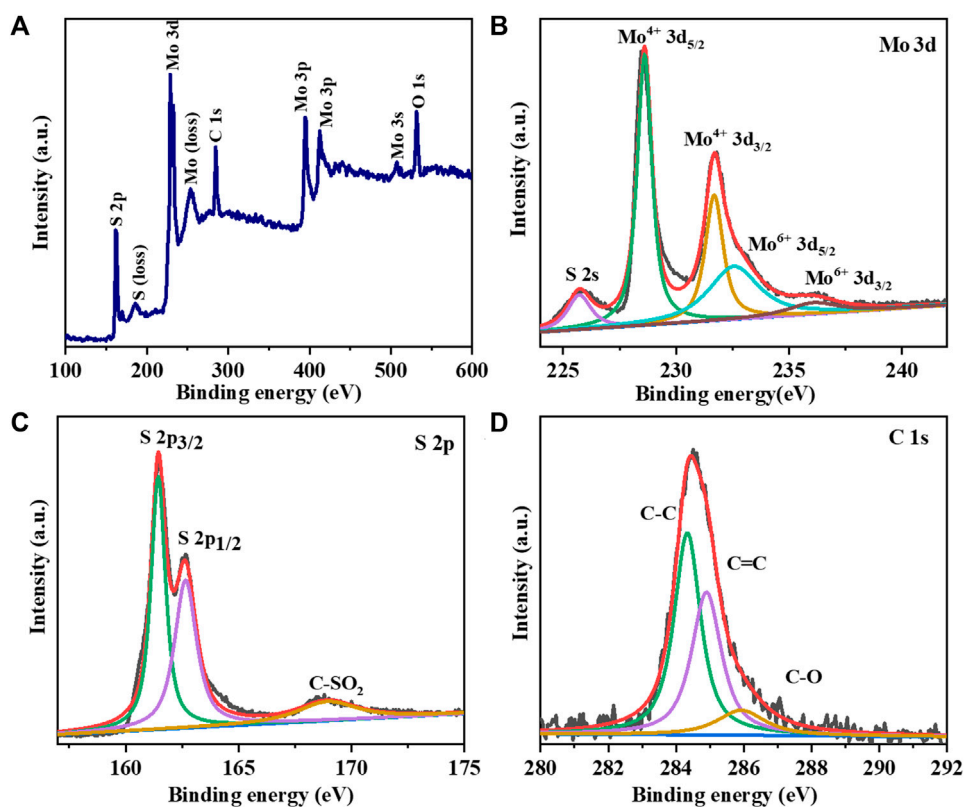 A
Intensity (a.u.)
S 2p
S (loss)
Mo 3d
Mo (loss)
C 1s
Mo 3p
Mo 3p
Mo 3s
O 1s
100 200 300 400 500 600
Binding energy (eV)
B
Mo 3d
Intensity (a.u.)
Mo⁴⁺ 3d₅/₂
Mo⁴⁺ 3d₃/₂
Mo⁶⁺ 3d₅/₂
Mo⁶⁺ 3d₃/₂
S 2s
225 230 235 240
Binding energy(eV)
C
S 2p
Intensity (a.u.)
S 2p₃/₂
S 2p₁/₂
C-SO₂
160 165 170 175
Binding energy (eV)
D
C 1s
Intensity (a.u.)
C-C
C=C
C-O
280 282 284 286 288 290 292
Binding energy (eV)